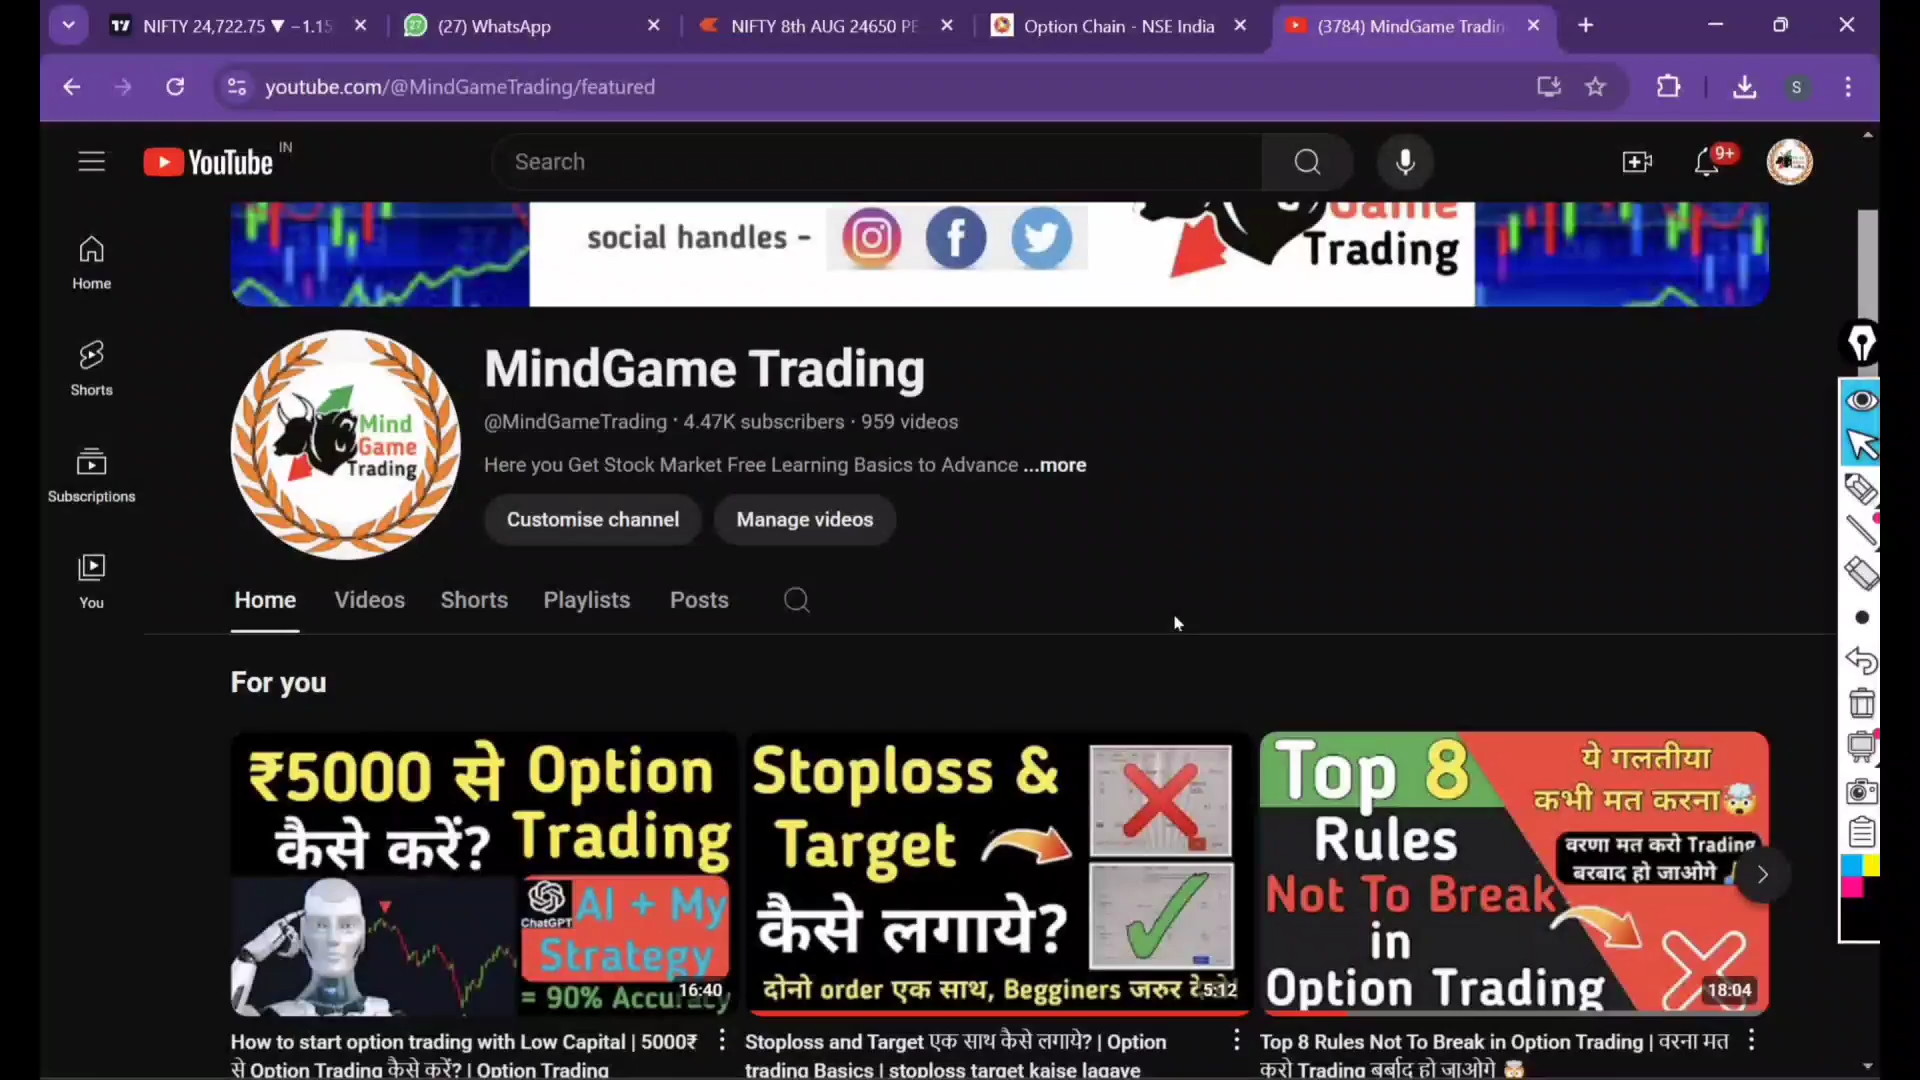 NIFTY 24,722.75 ▼ −1.15
(27) WhatsApp
NIFTY 8th AUG 24650 PE
Option Chain - NSE India
(3784) MindGame Tradin
youtube.com/@MindGameTrading/featured
S
YouTube IN
Search
9+
social handles -
Game
Trading
Home
Shorts
Subscriptions
You
Mind
Game
Trading
MindGame Trading
@MindGameTrading · 4.47K subscribers · 959 videos
Here you Get Stock Market Free Learning Basics to Advance ...more
Customise channel
Manage videos
Home Videos Shorts Playlists Posts
For you
₹5000 से Option
कैसे करें? Trading
ChatGPT AI + My
Strategy
= 90% Accuracy
16:40
Stoploss &
Target
कैसे लगाये?
दोनो order एक साथ, Begginers जरुर
5:12
Top 8
Rules
Not To Break
in
Option Trading
ये गलतीया
कभी मत करना🤯
वरणा मत करो Trading
बरबाद हो जाओगे
18:04
How to start option trading with Low Capital | 5000₹
से Option Trading कैसे करें? | Option Trading
Stoploss and Target एक साथ कैसे लगाये? | Option
trading Basics | stoploss target kaise lagaye
Top 8 Rules Not To Break in Option Trading | वरना मत
करो Trading बर्बाद हो जाओगे 🤯